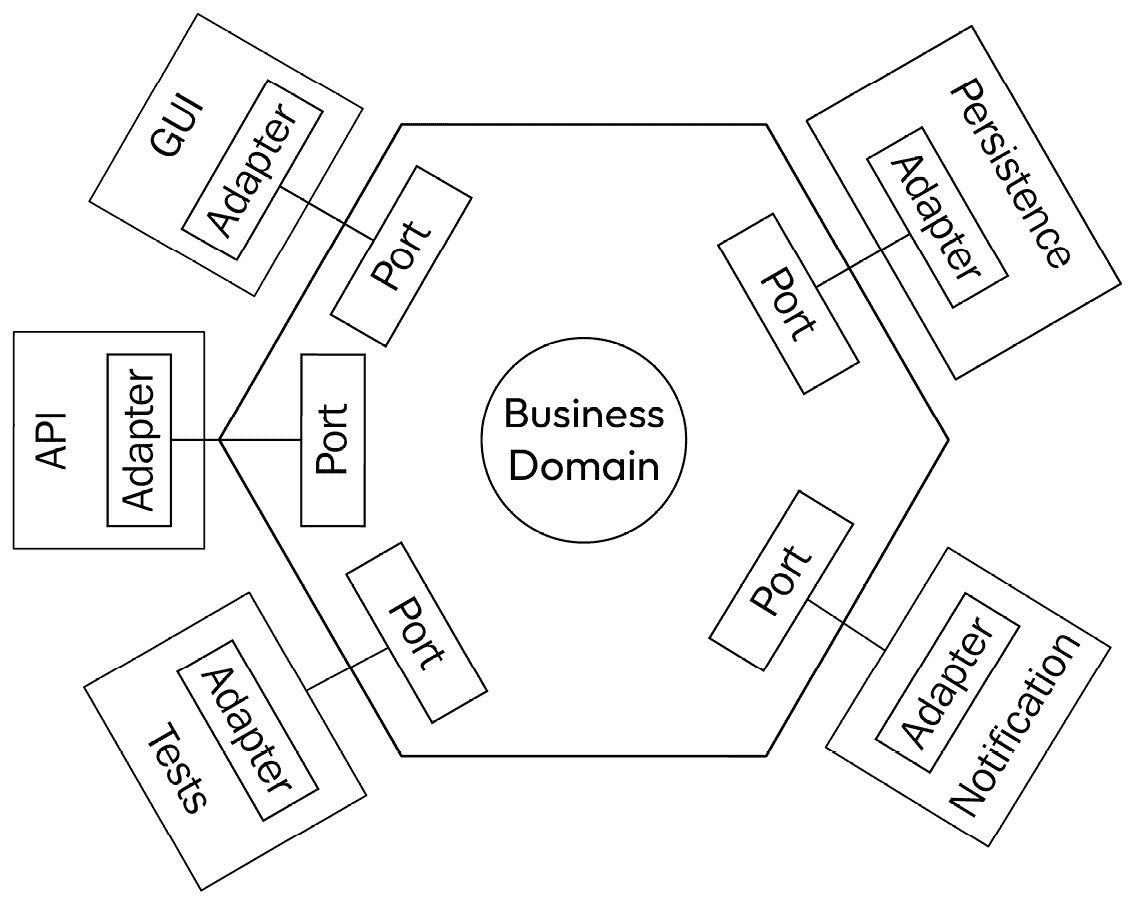 GUI
Adapter
Port
Persistence
Adapter
Port
API
Adapter
Port
Business
Domain
Tests
Adapter
Port
Port
Adapter
Notification